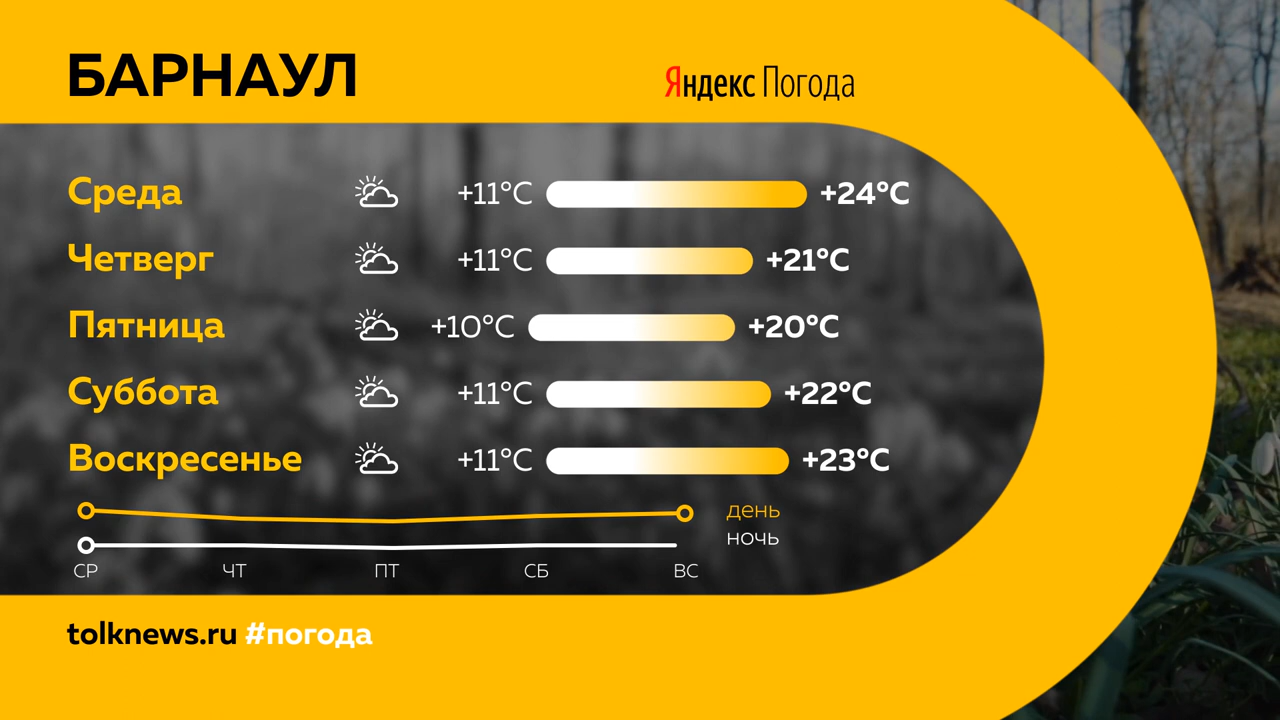 БАРНАУЛ
Яндекс Погода
Среда +11°C +24°C
Четверг +11°C +21°C
Пятница +10°C +20°C
Суббота +11°C +22°C
Воскресенье +11°C +23°C
день
ночь
СР ЧТ ПТ СБ ВС
tolknews.ru #погода